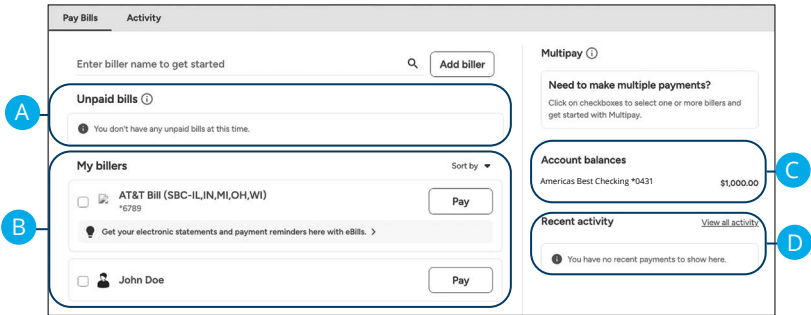 Pay Bills
Activity
Enter biller name to get started
Add biller
A
Unpaid bills
You don't have any unpaid bills at this time.
B
My billers
Sort by
AT&T Bill (SBC-IL,IN,MI,OH,WI)
*6789
Pay
Get your electronic statements and payment reminders here with eBills.
John Doe
Pay
Multipay
Need to make multiple payments?
Click on checkboxes to select one or more billers and
get started with Multipay.
C
Account balances
Americas Best Checking *0431 $1,000.00
D
Recent activity
View all activity
You have no recent payments to show here.